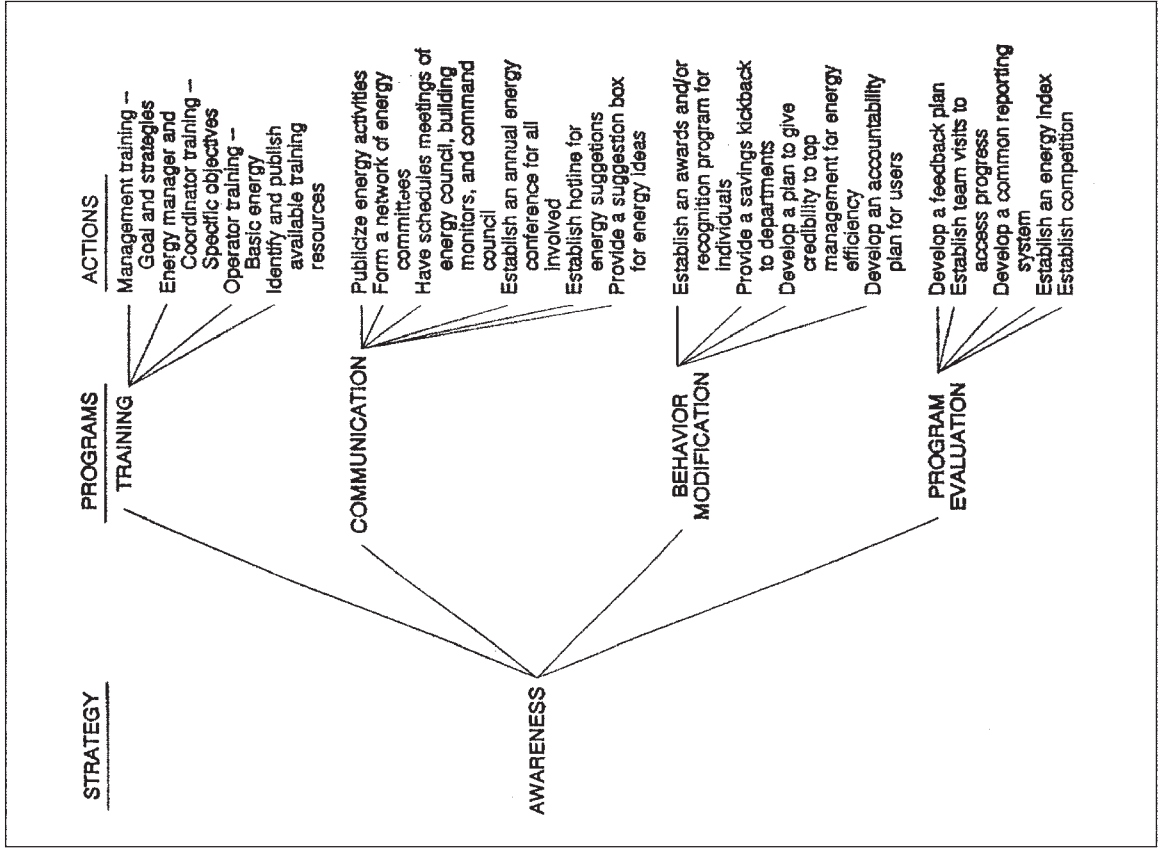 STRATEGY
PROGRAMS
ACTIONS
AWARENESS
TRAINING
Management training –
Goal and strategies
Energy manager and
Coordinator training –
Specific objectives
Operator training –
Basic energy
Identify and publish
available training
resources
COMMUNICATION
Publicize energy activities
Form a network of energy
committees
Have schedules meetings of
energy council, building
monitors, and command
council
Establish an annual energy
conference for all
involved
Establish hotline for
energy suggetions
Provide a suggestion box
for energy ideas
BEHAVIOR
MODIFICATION
Establish an awards and/or
recognition program for
individuals
Provide a savings kickback
to departments
Develop a plan to give
credibility to top
management for energy
efficiency
Develop an accountability
plan for users
PROGRAM
EVALUATION
Develop a feedback plan
Establish team visits to
access progress
Develop a common reporting
system
Establish an energy index
Establish competition